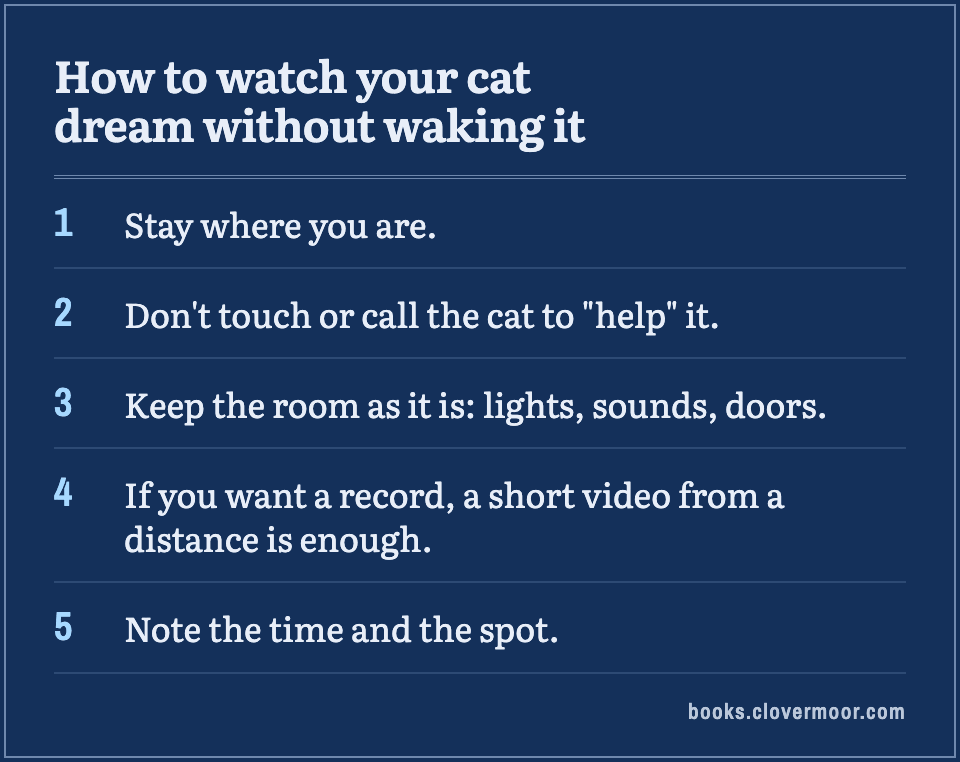 How to watch your cat
dream without waking it
1 Stay where you are.
2 Don't touch or call the cat to "help" it.
3 Keep the room as it is: lights, sounds, doors.
4 If you want a record, a short video from a
distance is enough.
5 Note the time and the spot.
books.clovermoor.com